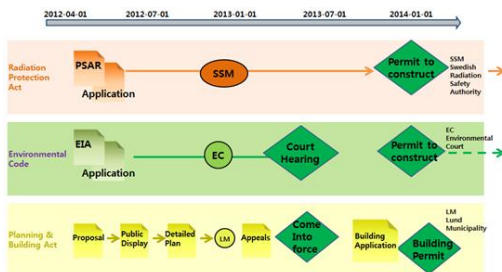 2012-04-01 2012-07-01 2013-01-01 2013-07-01 2014-01-01
Radiation
Protection
Act
PSAR
Application
SSM
Permit to
construct
SSM
Swedish
Radiation
Safety
Authority
Environmental
Code
EIA
Application
EC
Court
Hearing
Permit to
construct
EC
Environmental
Court
Planning &
Building Act
Proposal
Public
Display
Detailed
Plan
LM
Appeals
Come
Into
force
Building
Application
Building
Permit
LM
Lund
Municipality